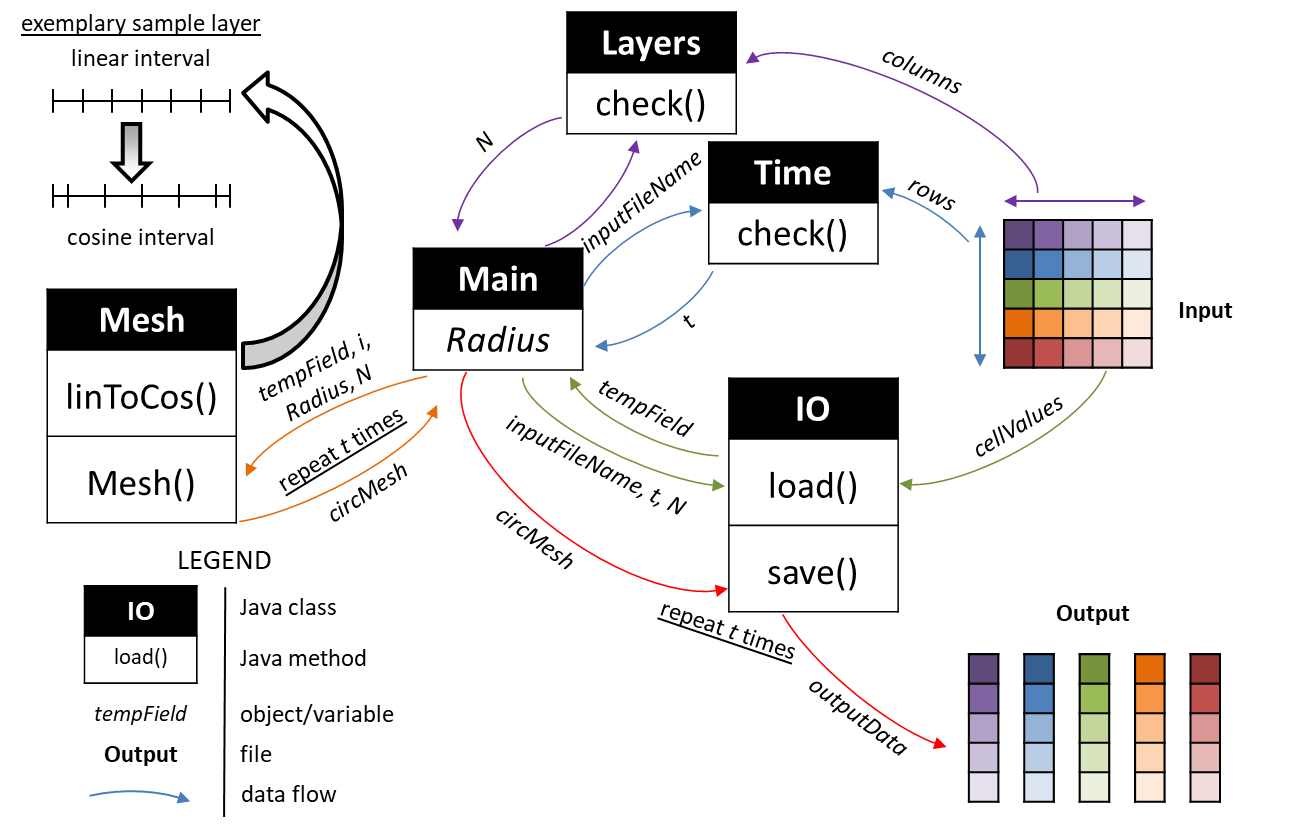 exemplary sample layer
linear interval
cosine interval
Layers
check()
columns
N
inputFileName
Time
check()
rows
t
Input
Main
Radius
Mesh
linToCos()
Mesh()
tempField, i,
Radius, N
repeat t times
circMesh
tempField
inputFileName, t, N
IO
load()
save()
cellValues
circMesh
repeat t times
outputData
Output
LEGEND
IO
Java class
load()
Java method
tempField
object/variable
Output
file
data flow